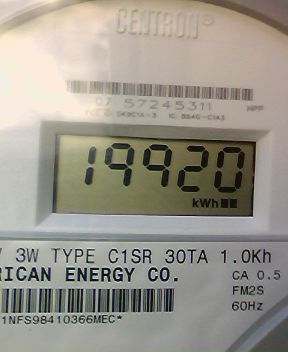 CENTRON®
07 57245311
19920
kWh
3W TYPE C1SR 30TA 1.0Kh
RICAN ENERGY CO.
CA 0.5
FM2S
60Hz
1NFS98410366MEC*